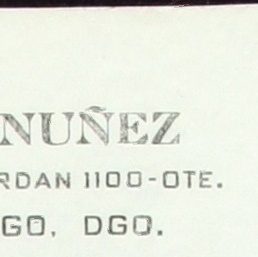 NUÑEZ
RDAN 1100-OTE.
GO, DGO.